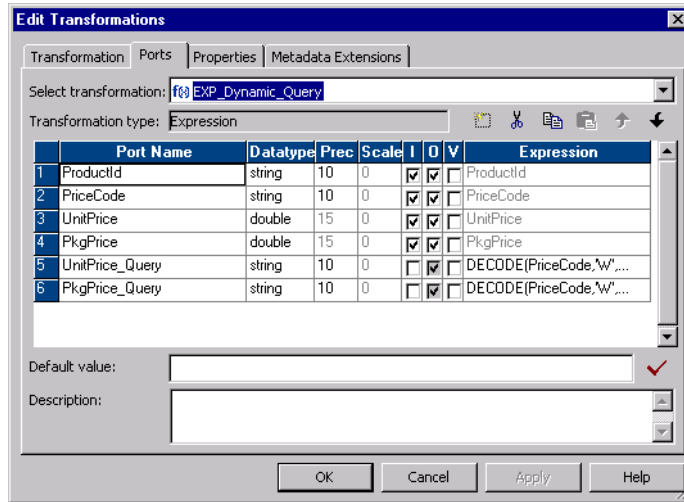 Edit Transformations
Transformation Ports Properties Metadata Extensions
Select transformation: f(x) EXP_Dynamic_Query
Transformation type: Expression
Port Name Datatype Prec Scale I O V Expression
1 ProductId string 10 0 ProductId
2 PriceCode string 10 0 PriceCode
3 UnitPrice double 15 0 UnitPrice
4 PkgPrice double 15 0 PkgPrice
5 UnitPrice_Query string 10 0 DECODE(PriceCode,'W',...
6 PkgPrice_Query string 10 0 DECODE(PriceCode,'W',...
Default value:
Description:
OK Cancel Apply Help